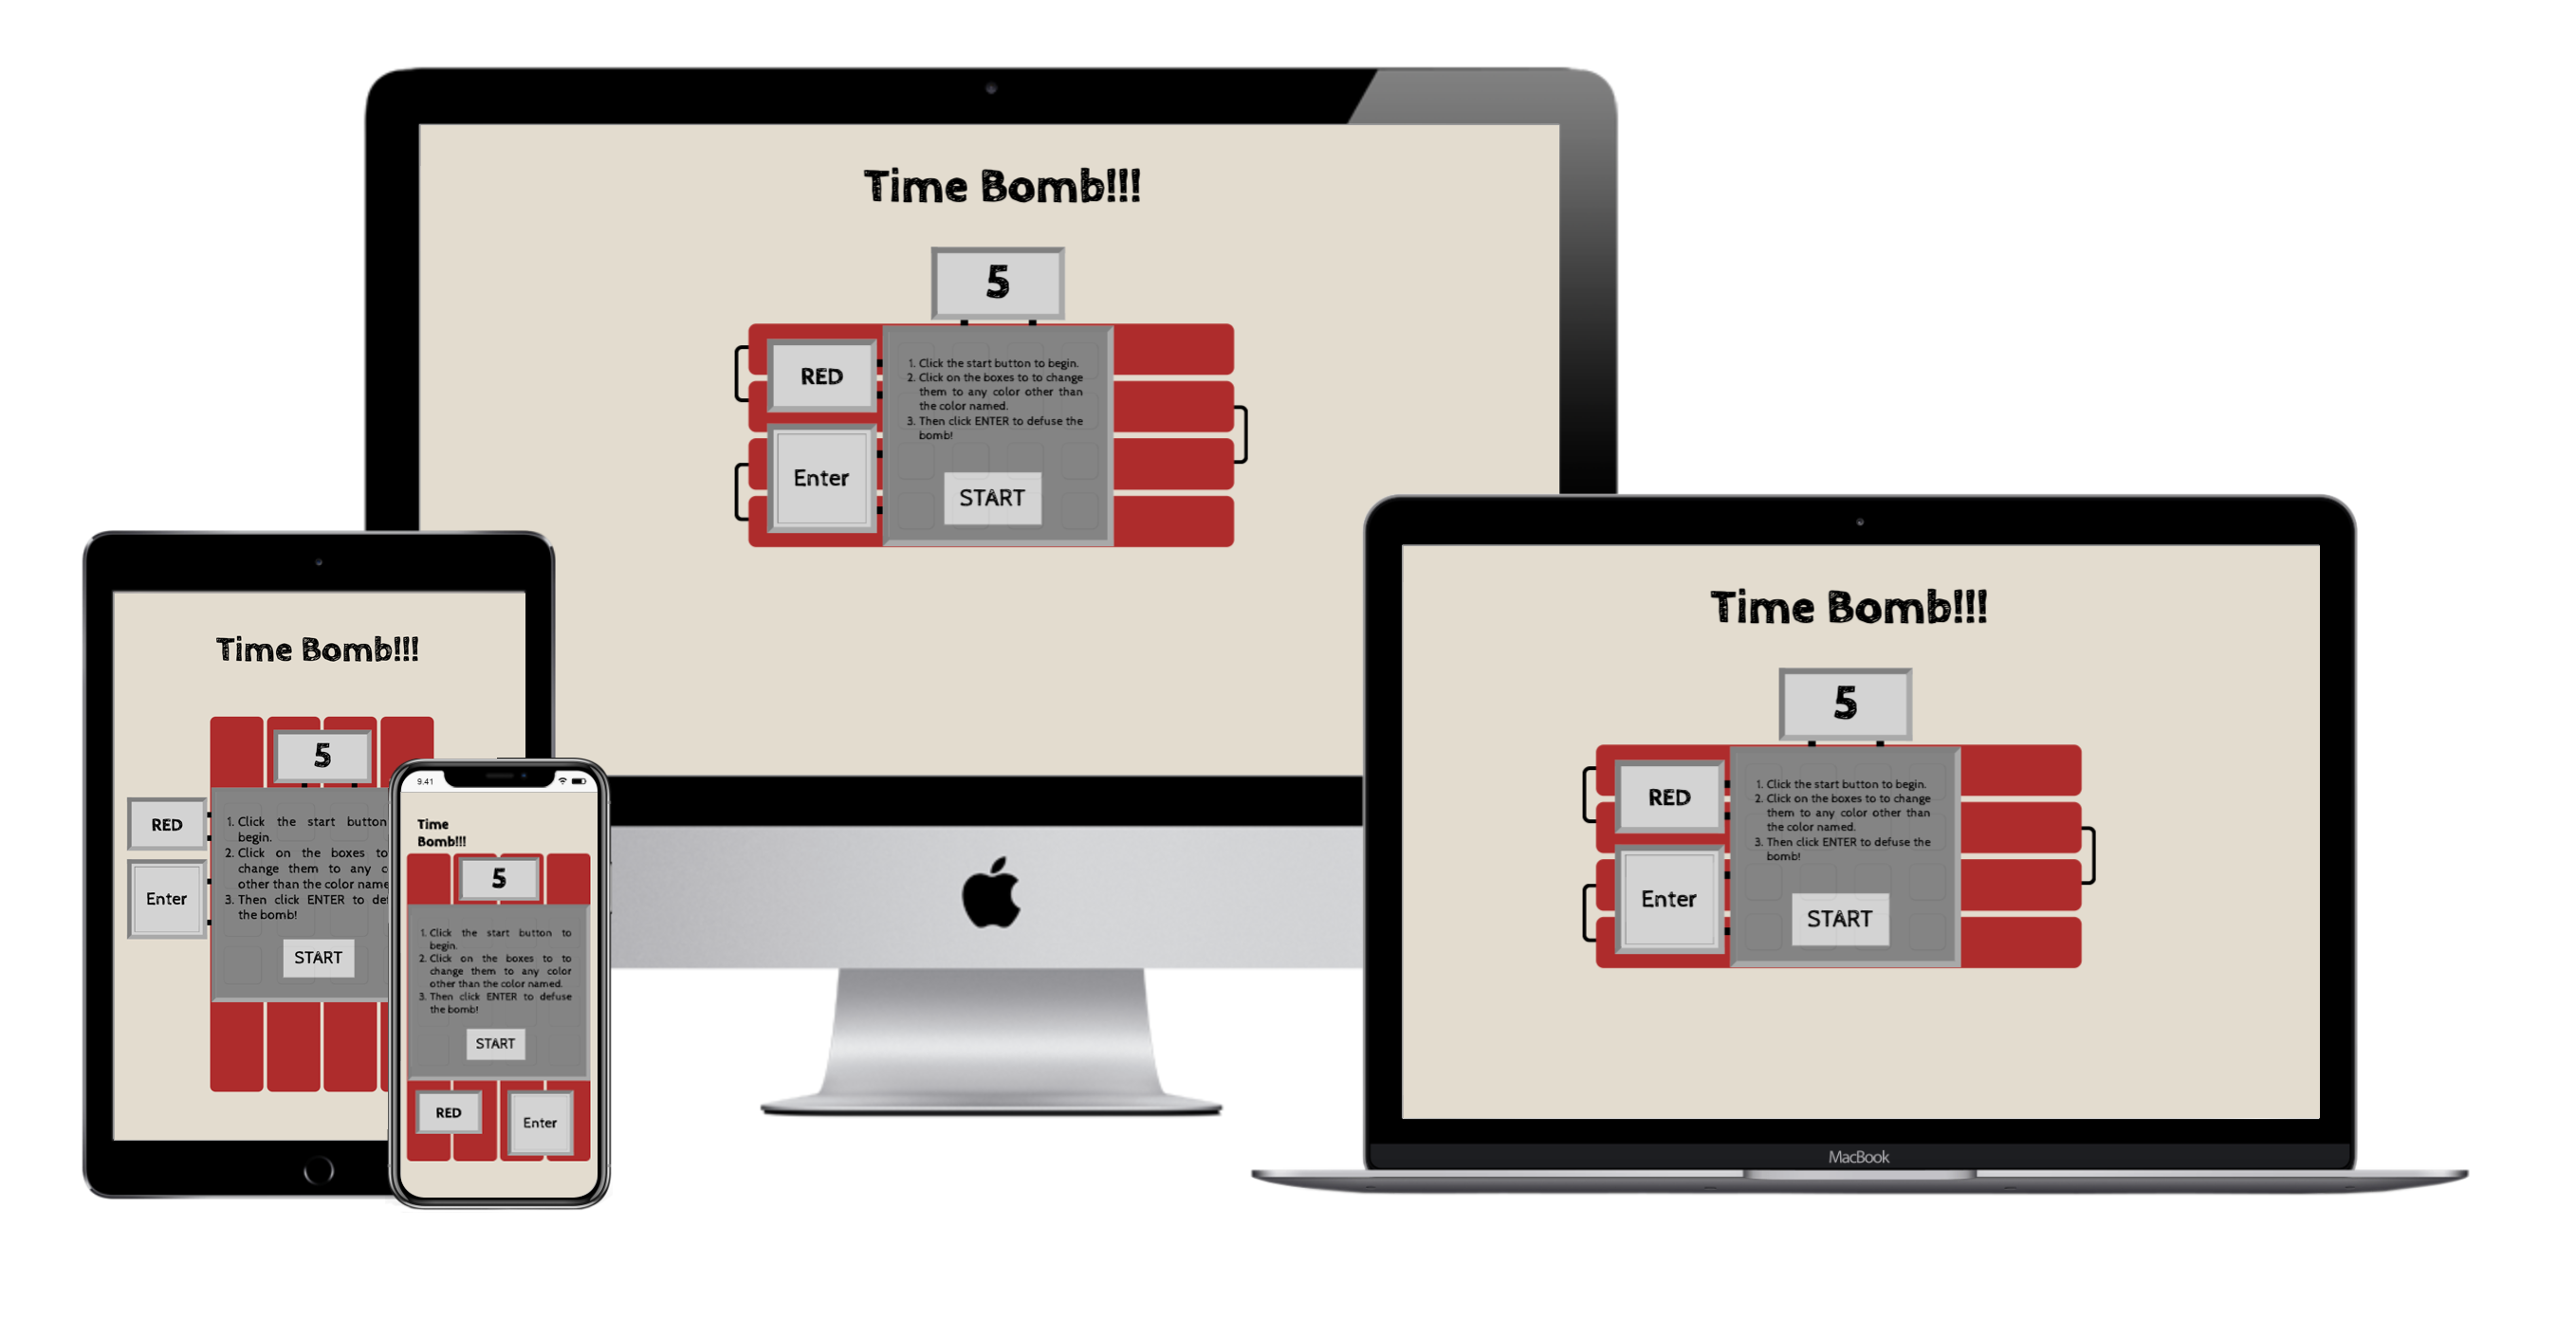 Time Bomb!!!
5
RED
Enter
1. Click the start button to begin.
2. Click on the boxes to to change
them to any color other than
the color named.
3. Then click ENTER to defuse the
bomb!
START
Time Bomb!!!
5
RED
Enter
1. Click the start button
begin.
2. Click on the boxes to
change them to any
other than the color
3. Then click ENTER to
the bomb!
START
9.41
Time
Bomb!!!
5
1. Click the start button to
begin.
2. Click on the boxes to to
change them to any color
other than the color named.
3. Then click ENTER to defuse
the bomb!
START
RED
Enter
Time Bomb!!!
5
RED
Enter
1. Click the start button to begin.
2. Click on the boxes to to change
them to any color other than
the color named.
3. Then click ENTER to defuse the
bomb!
START
MacBook